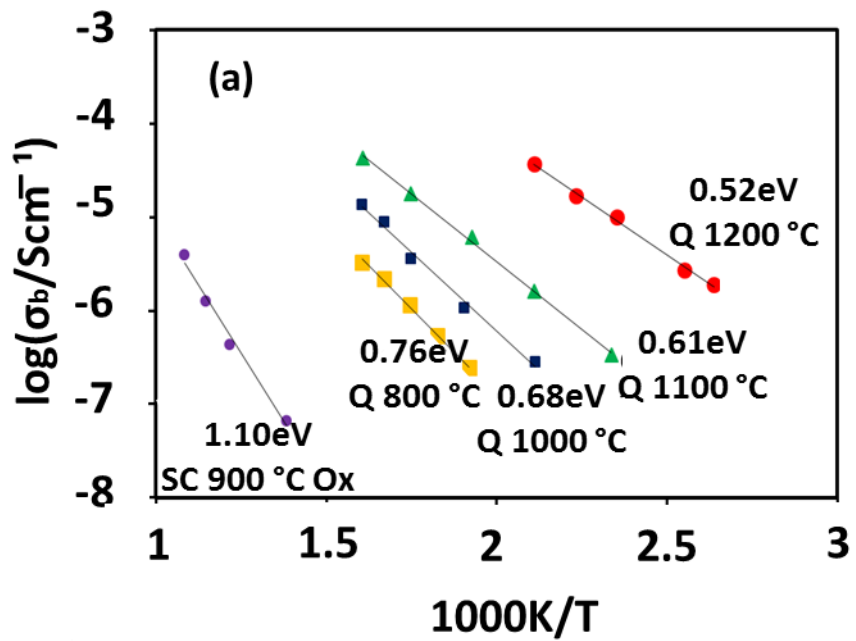 -3
(a)
-4
0.52eV
Q 1200 °C
-5
log(σb/Scm⁻¹)
-6
0.76eV
0.61eV
Q 800 °C
0.68eV
Q 1100 °C
-7
1.10eV
Q 1000 °C
SC 900 °C Ox
-8
1 1.5 2 2.5 3
1000K/T